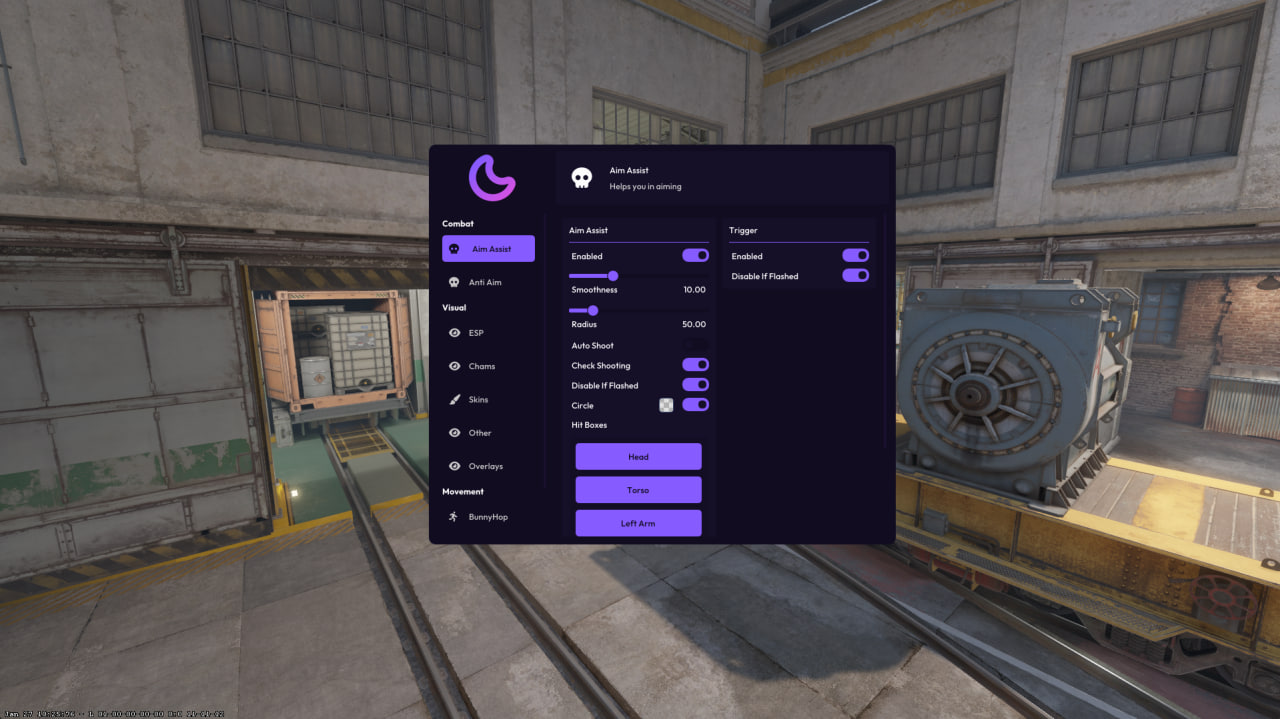 Aim Assist
Helps you in aiming
Combat
Aim Assist
Anti Aim
Visual
ESP
Chams
Skins
Other
Overlays
Movement
BunnyHop
Aim Assist
Enabled
Smoothness 10.00
Radius 50.00
Auto Shoot
Check Shooting
Disable If Flashed
Circle
Hit Boxes
Head
Torso
Left Arm
Trigger
Enabled
Disable If Flashed